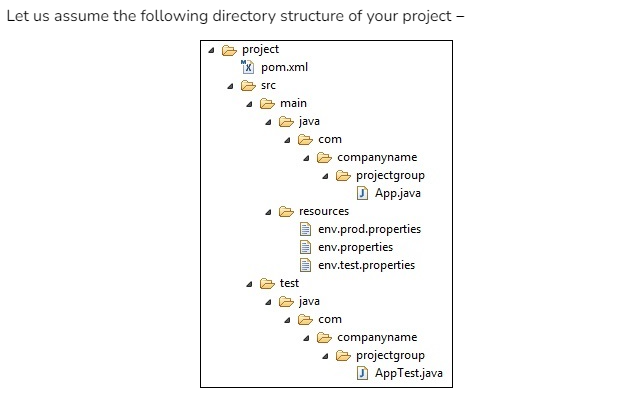 Let us assume the following directory structure of your project −
project
pom.xml
src
main
java
com
companyname
projectgroup
App.java
resources
env.prod.properties
env.properties
env.test.properties
test
java
com
companyname
projectgroup
AppTest.java